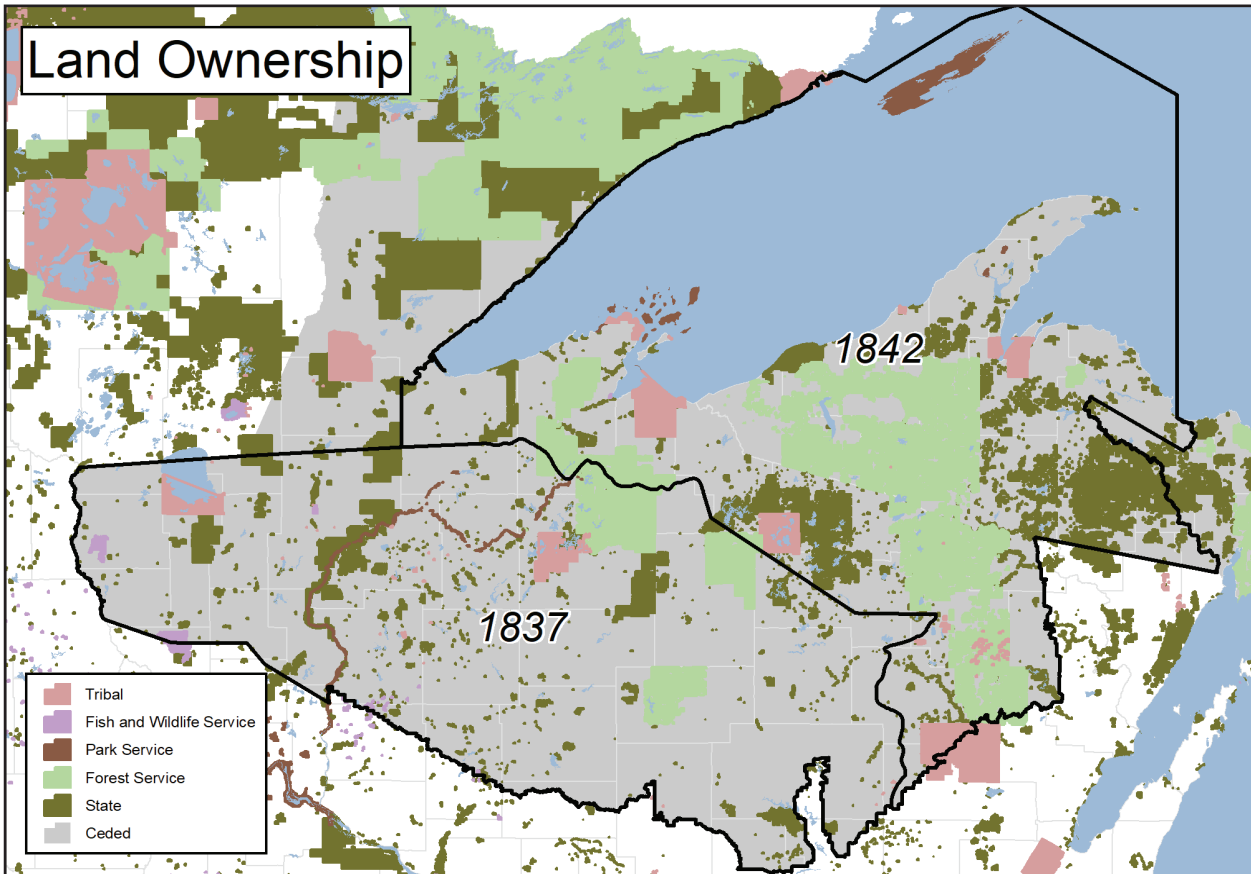 Land Ownership
1842
1837
Tribal
Fish and Wildlife Service
Park Service
Forest Service
State
Ceded